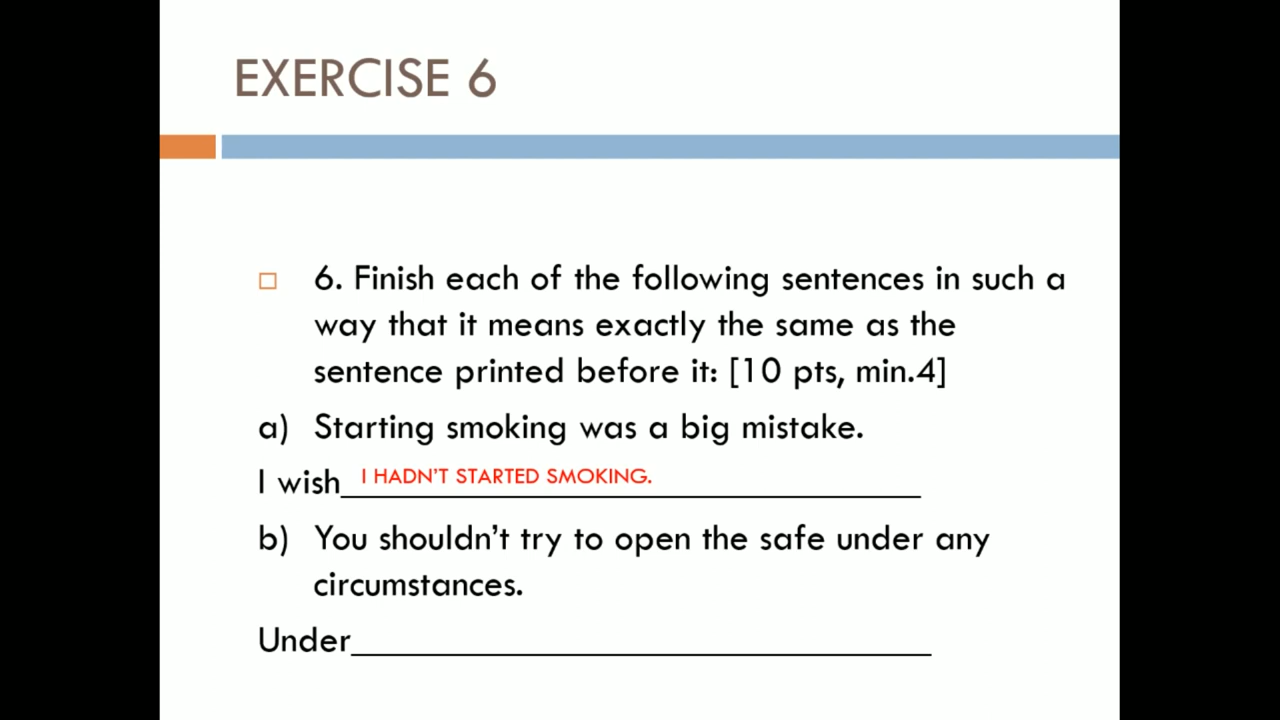 EXERCISE 6
6. Finish each of the following sentences in such a
way that it means exactly the same as the
sentence printed before it: [10 pts, min.4]
a) Starting smoking was a big mistake.
I wish I HADN'T STARTED SMOKING.
b) You shouldn't try to open the safe under any
circumstances.
Under